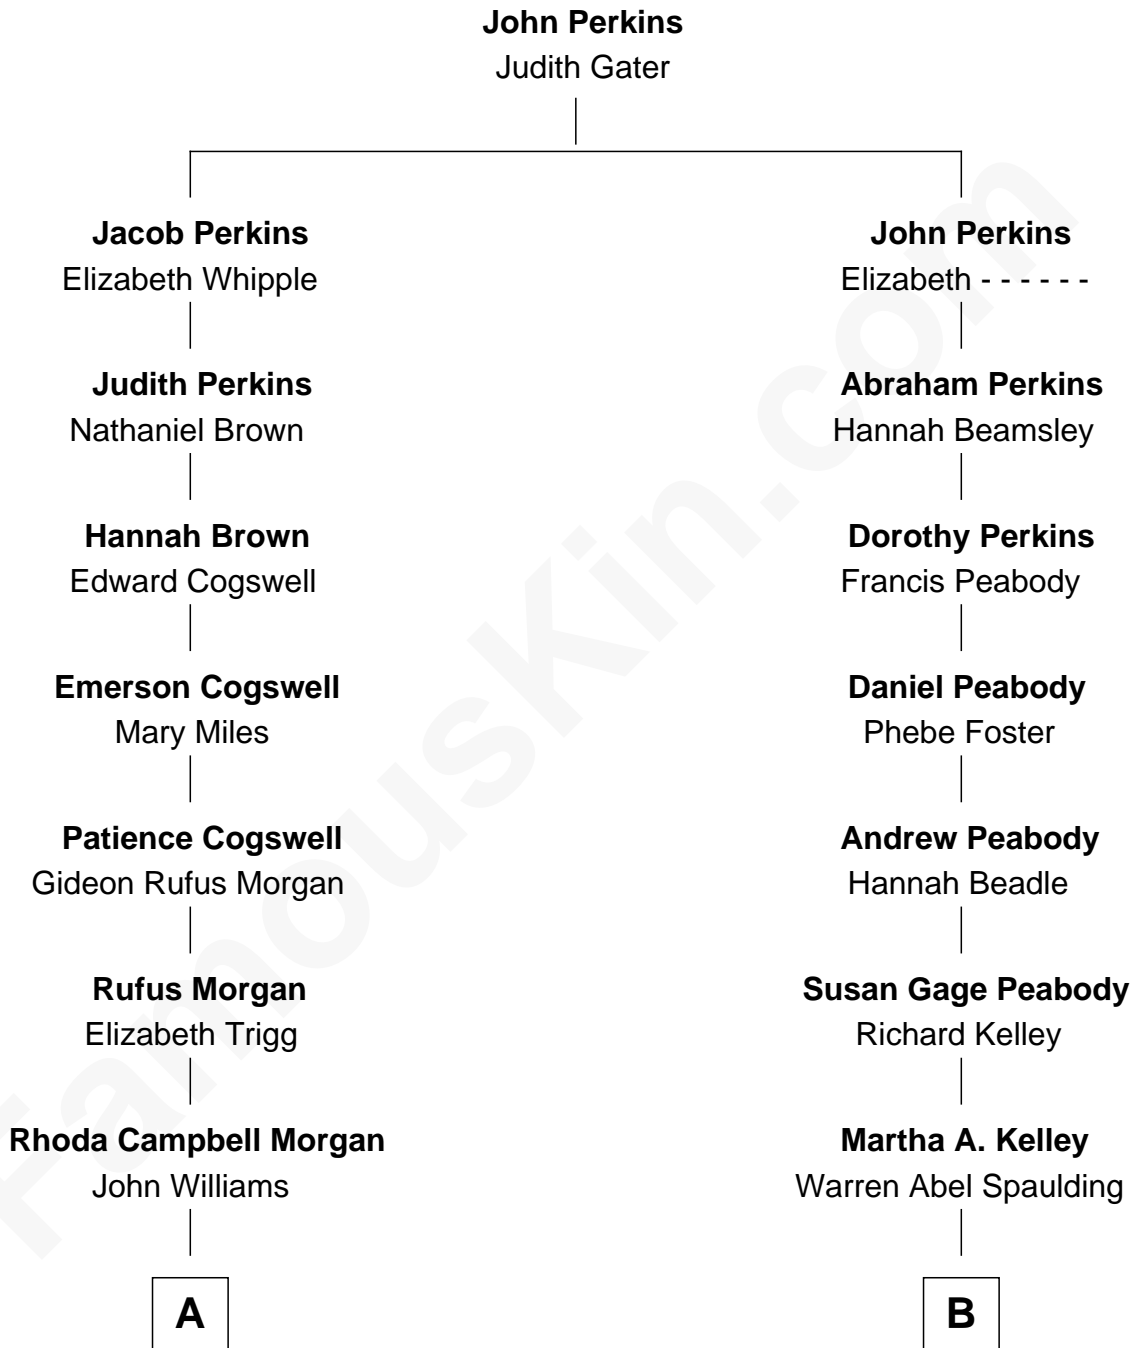 John Perkins
Judith Gater
Jacob Perkins
Elizabeth Whipple
John Perkins
Elizabeth - - - - - -
Judith Perkins
Nathaniel Brown
Abraham Perkins
Hannah Beamsley
Hannah Brown
Edward Cogswell
Dorothy Perkins
Francis Peabody
Emerson Cogswell
Mary Miles
Daniel Peabody
Phebe Foster
Patience Cogswell
Gideon Rufus Morgan
Andrew Peabody
Hannah Beadle
Rufus Morgan
Elizabeth Trigg
Susan Gage Peabody
Richard Kelley
Rhoda Campbell Morgan
John Williams
Martha A. Kelley
Warren Abel Spaulding
A
B
FamousKin.com